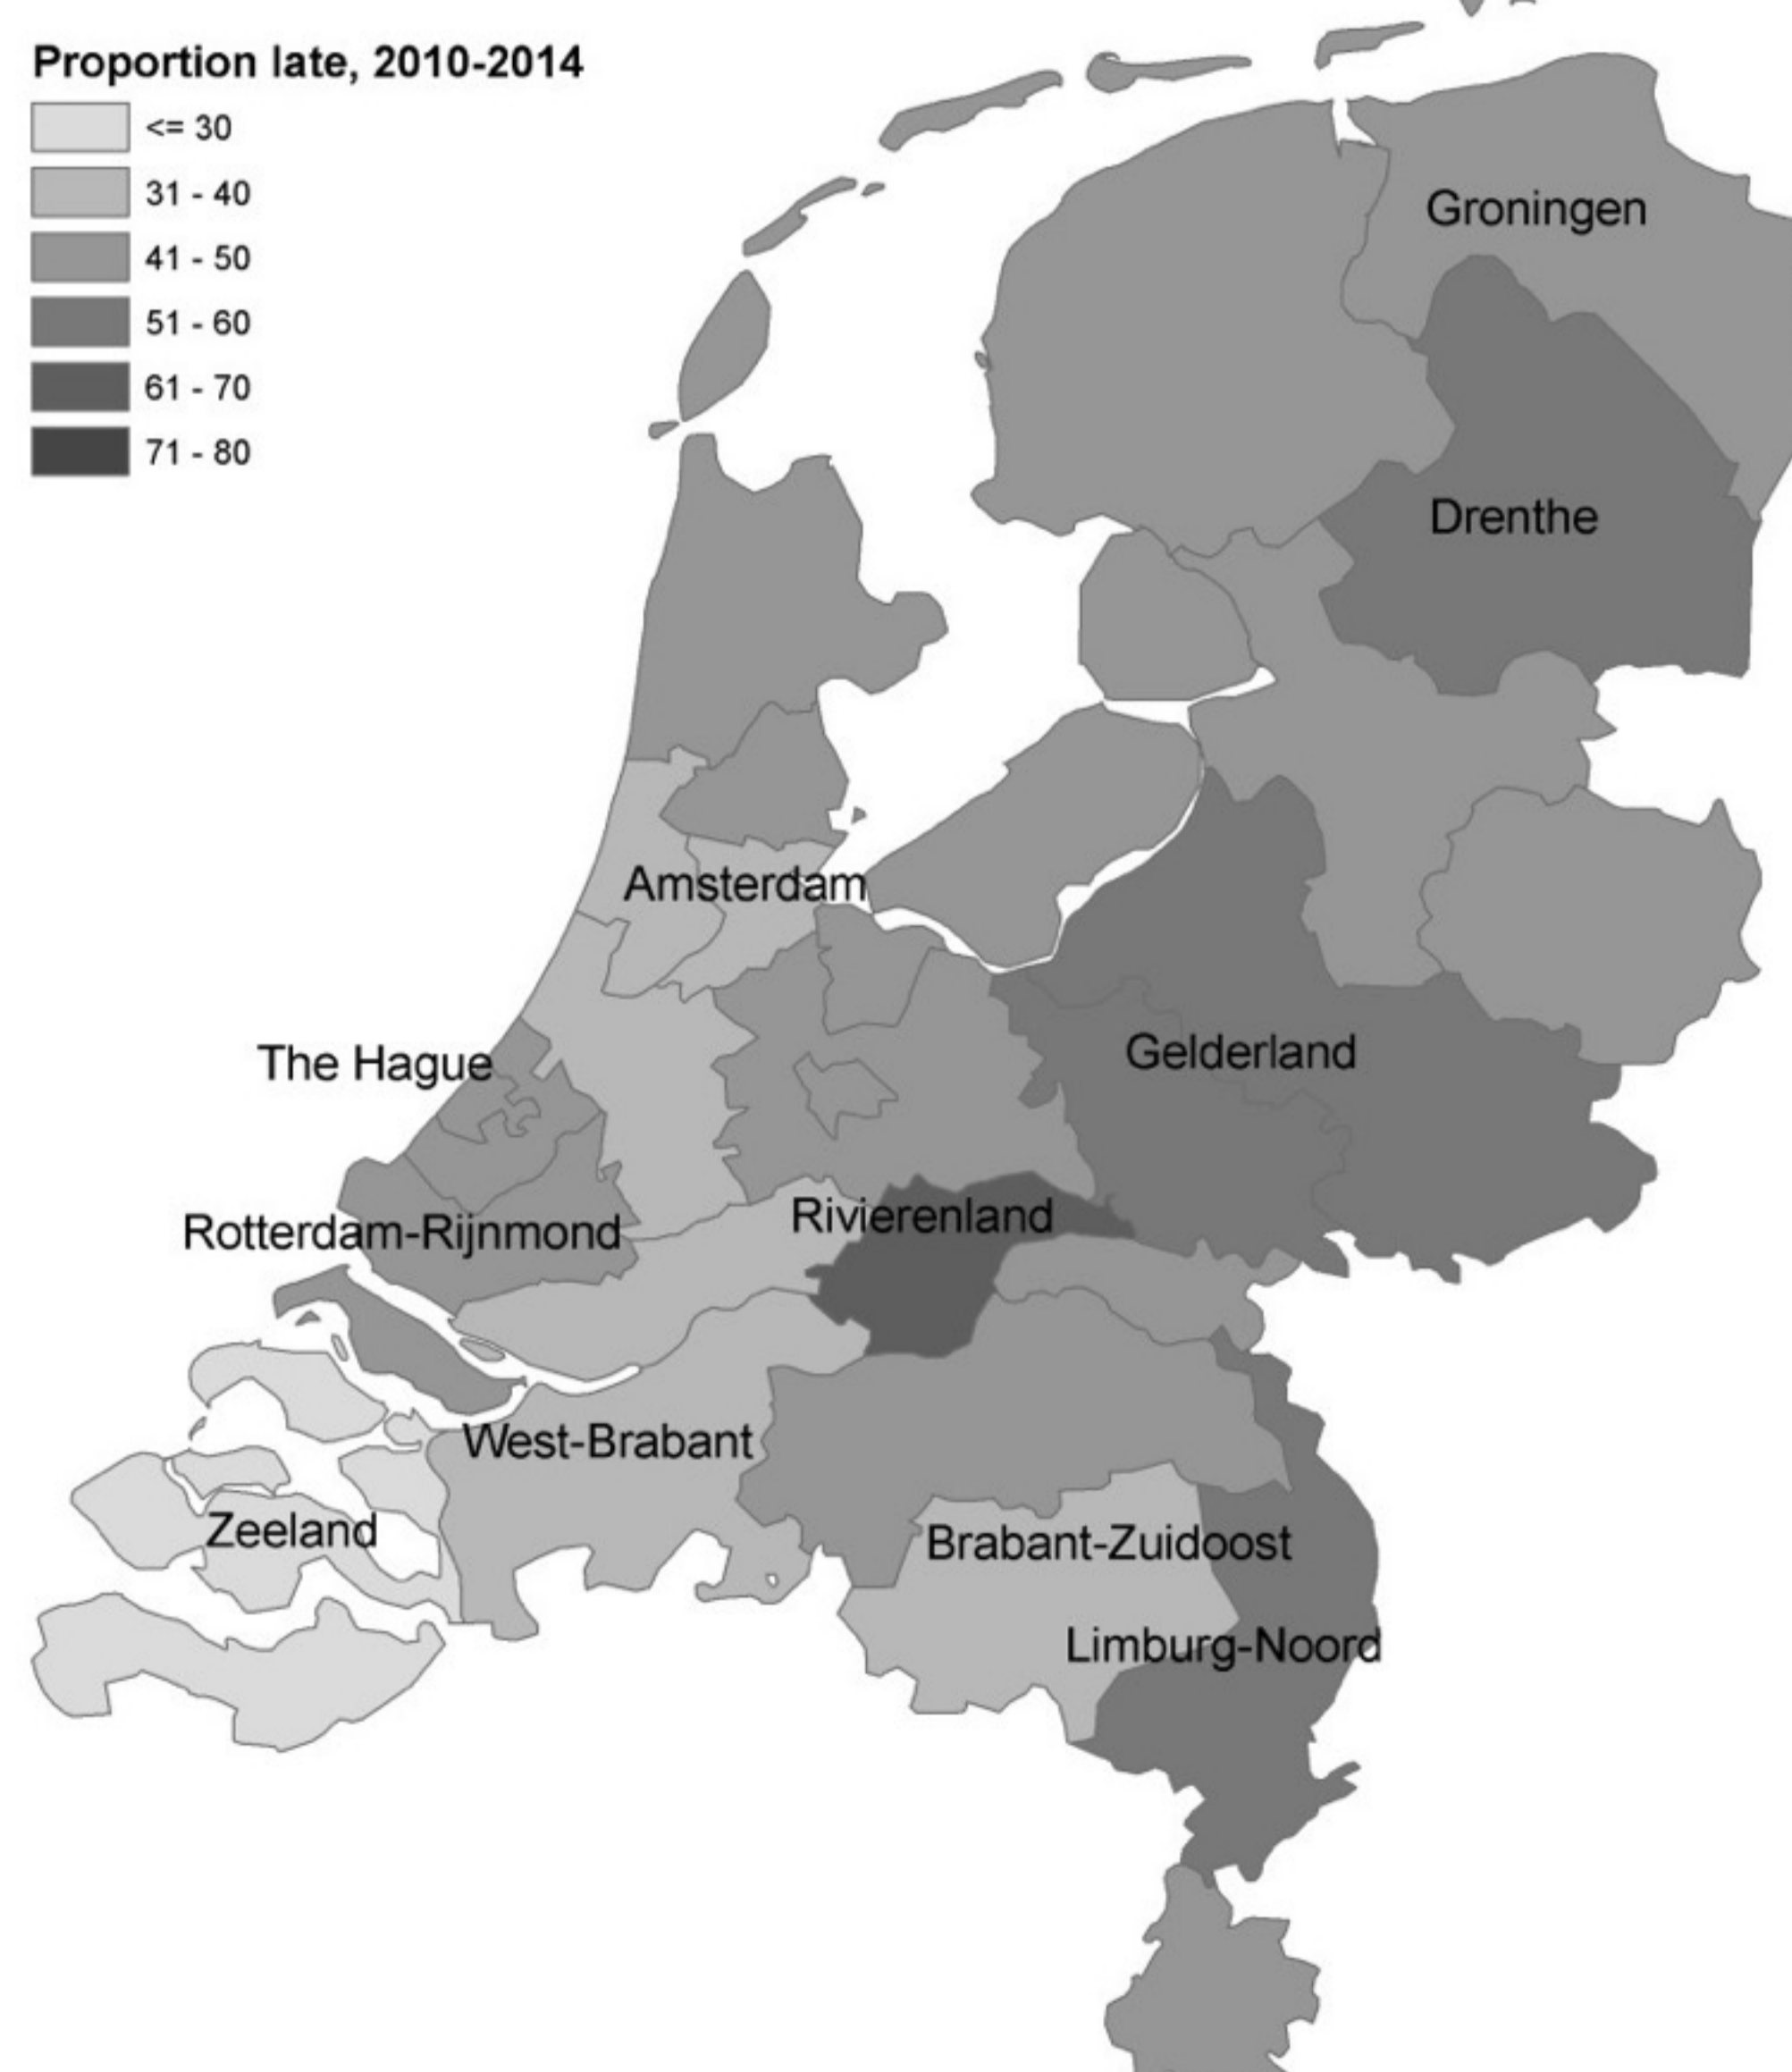 Proportion late, 2010-2014
<= 30
31 - 40
41 - 50
51 - 60
61 - 70
71 - 80
Groningen
Drenthe
Amsterdam
The Hague
Gelderland
Rivierenland
Rotterdam-Rijnmond
West-Brabant
Zeeland
Brabant-Zuidoost
Limburg-Noord